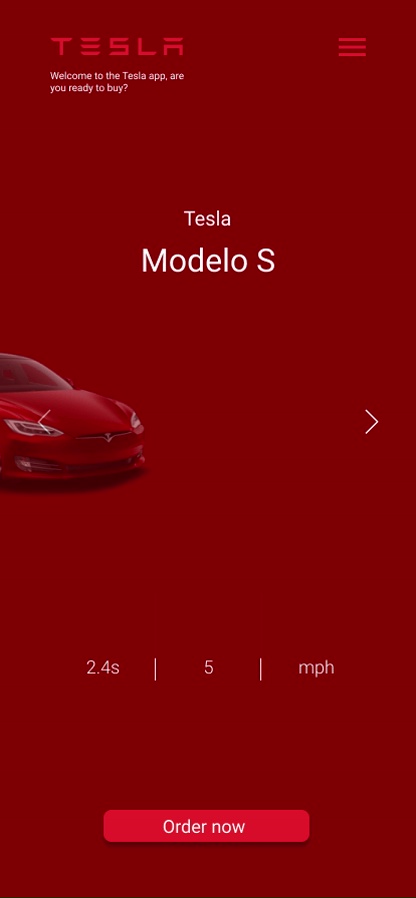 TESLA
Welcome to the Tesla app, are
you ready to buy?
Tesla
Modelo S
2.4s | 5 | mph
Order now